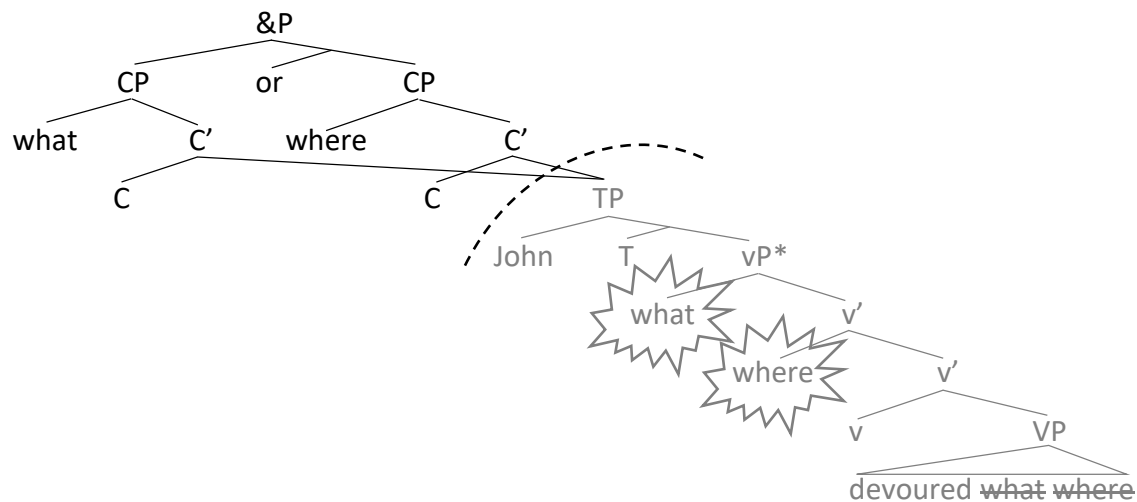 &P
CP or CP
what C’ where C’
C C TP
John T vP*
what v’
where v’
v VP
devoured what where